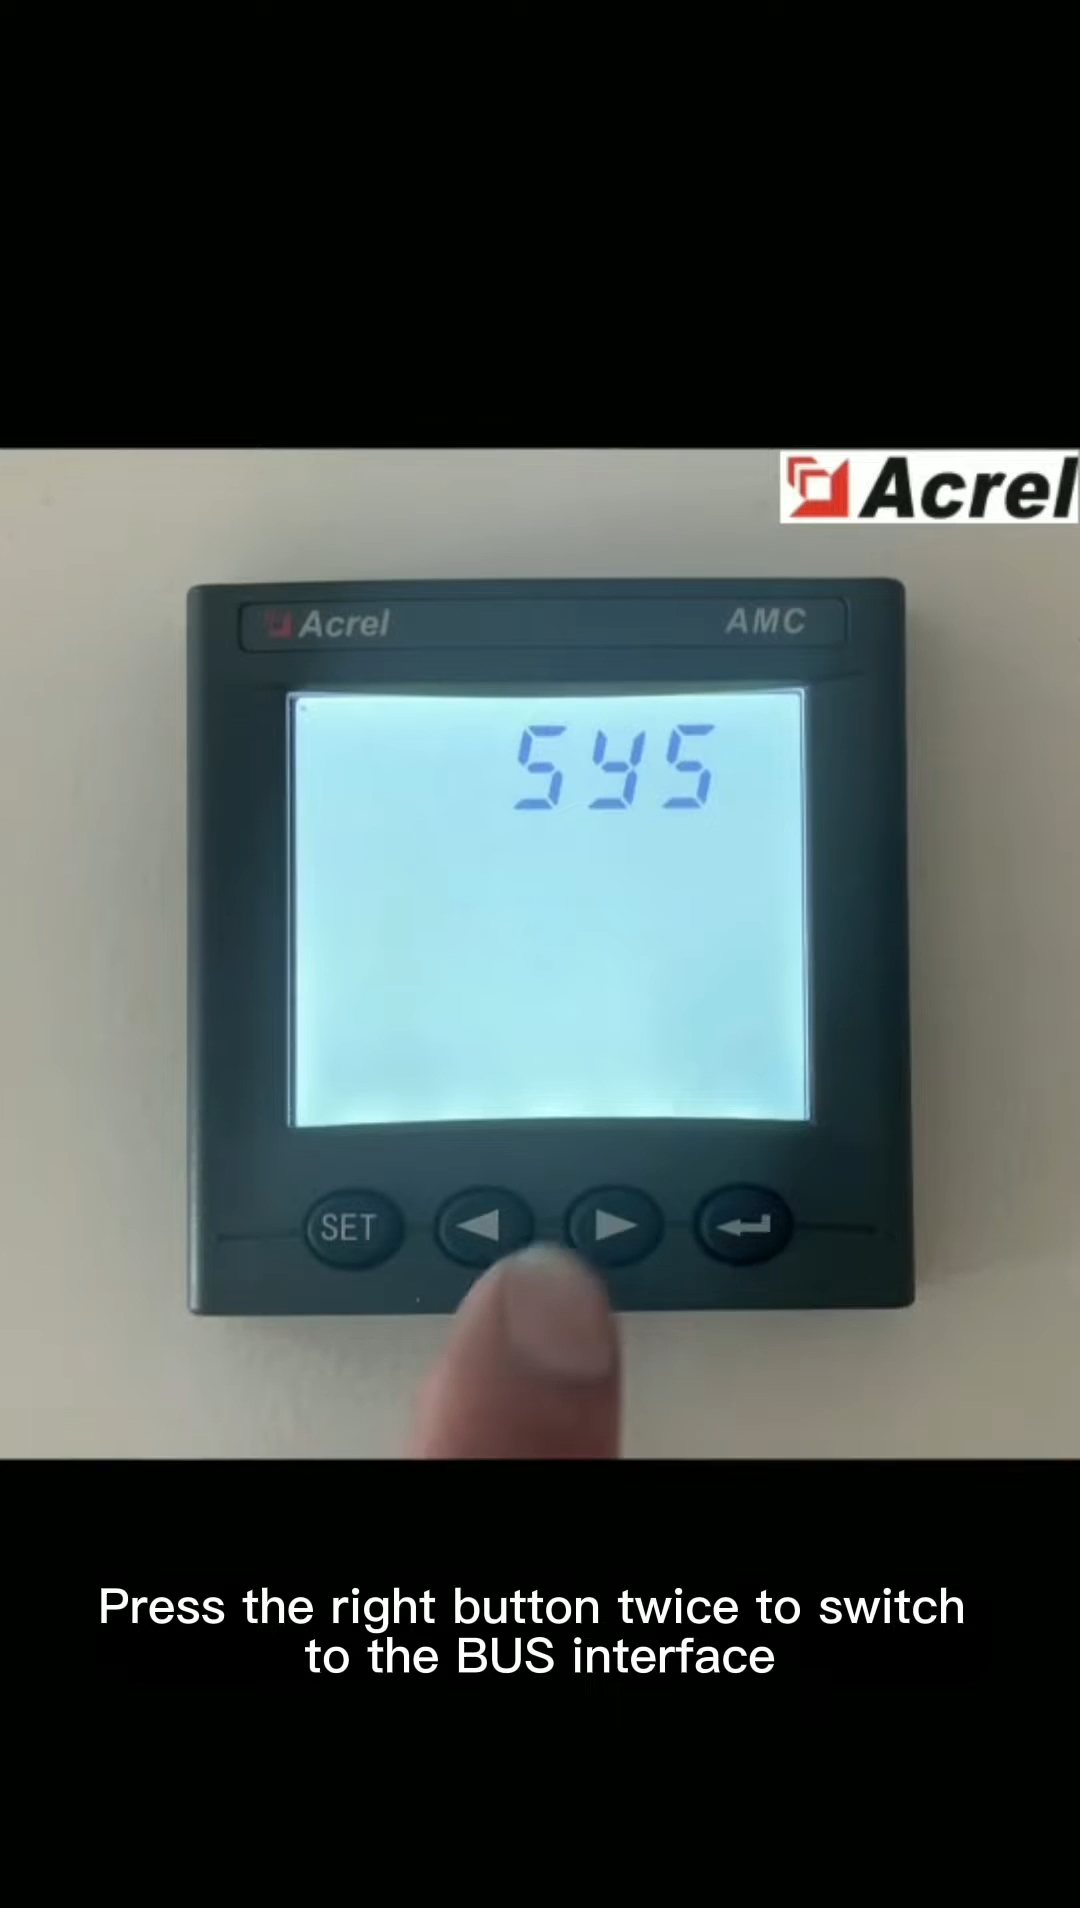 Acrel
Acrel AMC
SYS
SET
Press the right button twice to switch
to the BUS interface